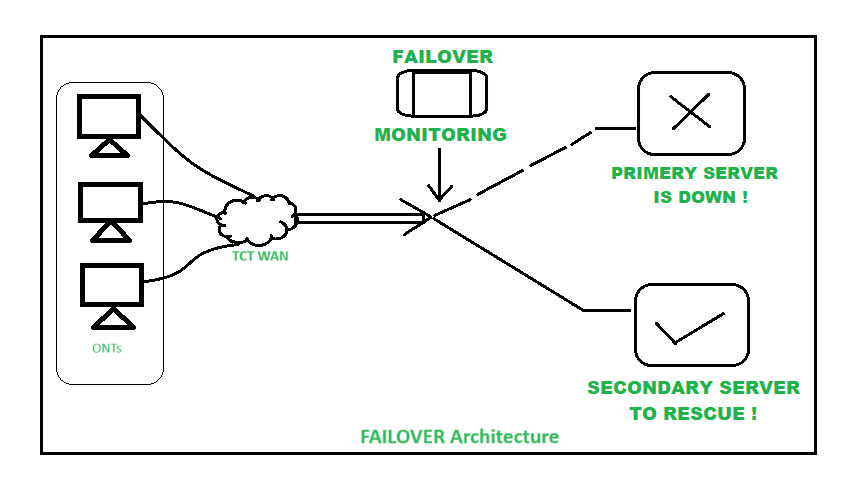 FAILOVER
MONITORING
PRIMERY SERVER
IS DOWN !
TCT WAN
ONTs
SECONDARY SERVER
TO RESCUE !
FAILOVER Architecture